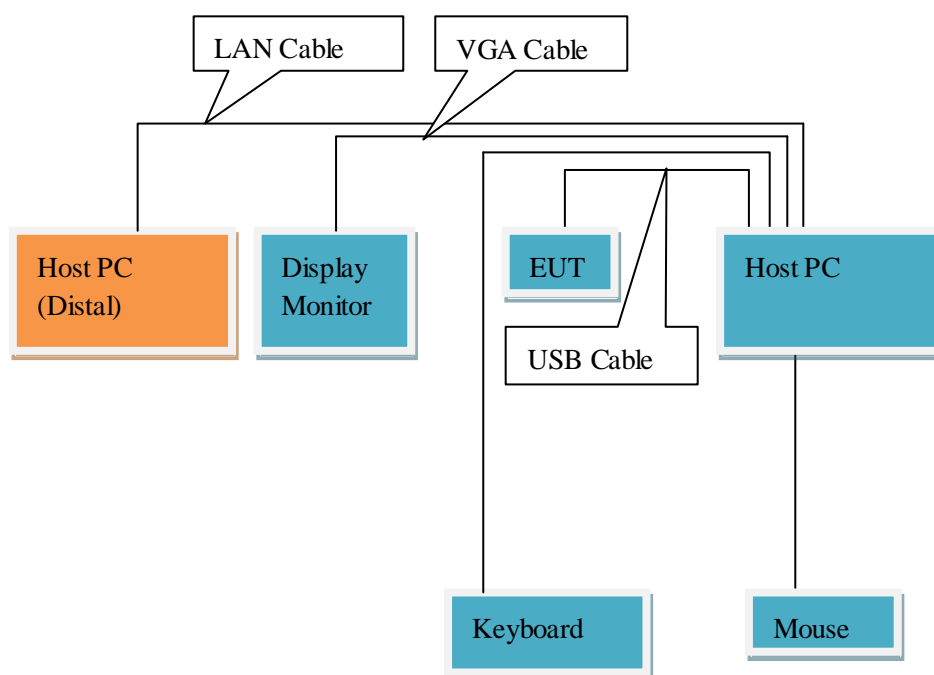 LAN Cable
VGA Cable
Host PC
(Distal)
Display
Monitor
EUT
Host PC
USB Cable
Keyboard
Mouse